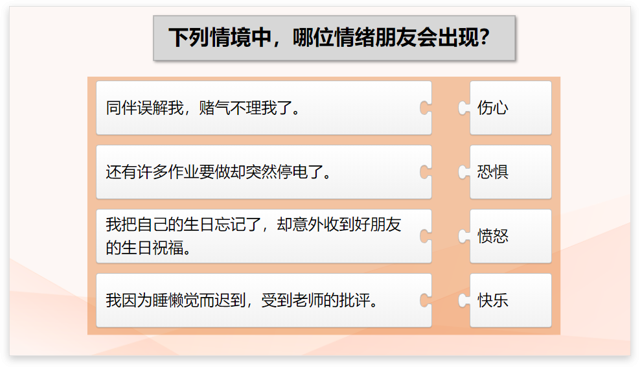 下列情境中，哪位情绪朋友会出现？
同伴误解我，赌气不理我了。
伤心
还有许多作业要做却突然停电了。
恐惧
我把自己的生日忘记了，却意外收到好朋友
的生日祝福。
愤怒
我因为睡懒觉而迟到，受到老师的批评。
快乐